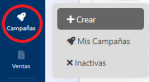 Campañas
Ventas
+ Crear
Mis Campañas
× Inactivas